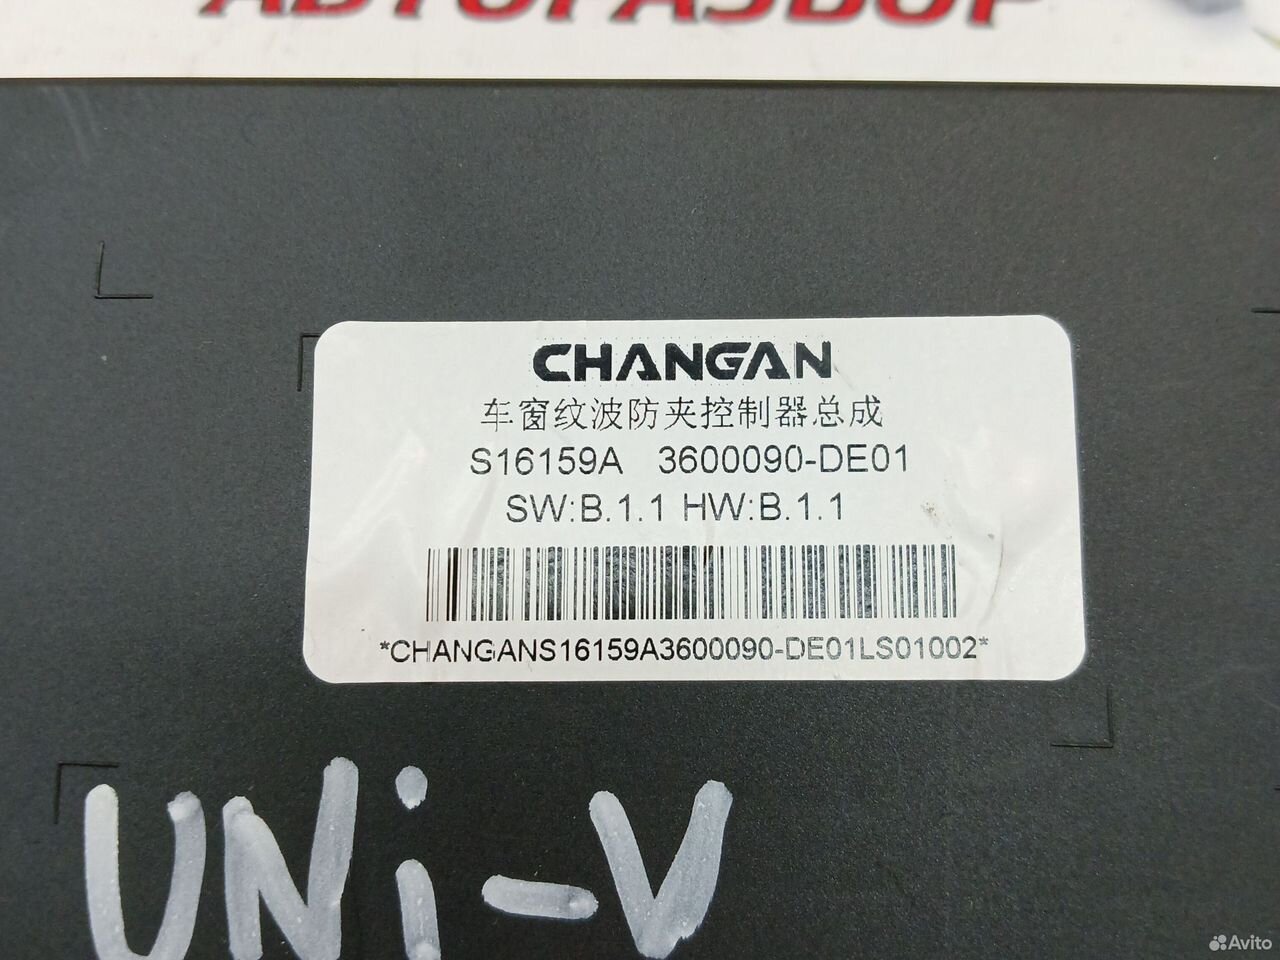 АВТОРАЗБОР
CHANGAN
车窗纹波防夹控制器总成
S16159A 3600090-DE01
SW:B.1.1 HW:B.1.1
*CHANGANS16159A3600090-DE01LS01002*
UNi-V
Avito